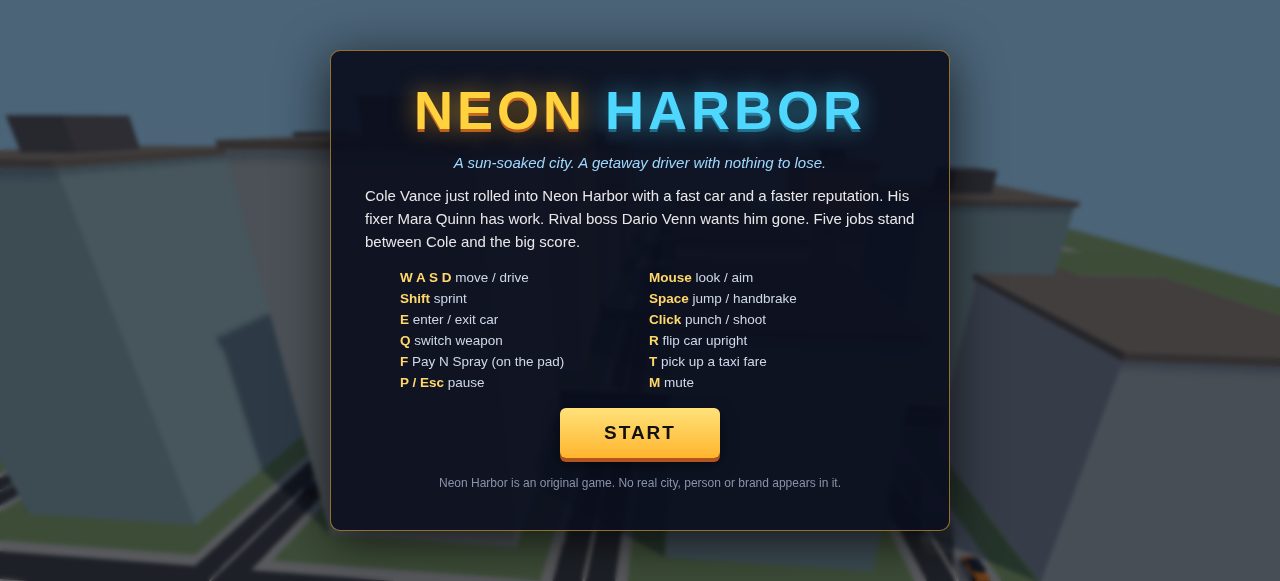 NEON HARBOR
A sun-soaked city. A getaway driver with nothing to lose.
Cole Vance just rolled into Neon Harbor with a fast car and a faster reputation. His
fixer Mara Quinn has work. Rival boss Dario Venn wants him gone. Five jobs stand
between Cole and the big score.
W A S D move / drive
Mouse look / aim
Shift sprint
Space jump / handbrake
E enter / exit car
Click punch / shoot
Q switch weapon
R flip car upright
F Pay N Spray (on the pad)
T pick up a taxi fare
P / Esc pause
M mute
START
Neon Harbor is an original game. No real city, person or brand appears in it.